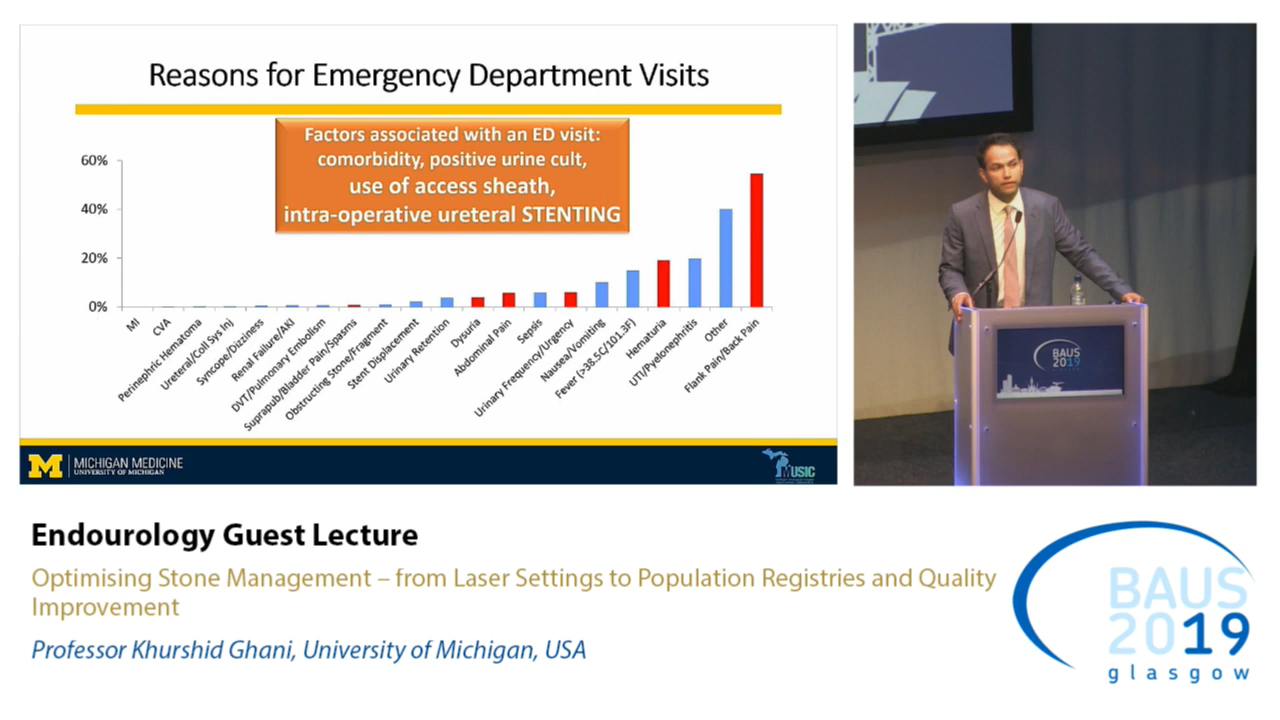 Reasons for Emergency Department Visits
Factors associated with an ED visit:
comorbidity, positive urine cult,
use of access sheath,
intra-operative ureteral STENTING
60%
40%
20%
0%
MI
CVA
Perinephric Hematoma
Ureteral/Coll Sys Inj
Syncope/Dizziness
Renal Failure/AKI
DVT/Pulmonary Embolism
Suprapub/Bladder Pain/Spasms
Obstructing Stone/Fragment
Stent Displacement
Urinary Retention
Dysuria
Abdominal Pain
Sepsis
Urinary Frequency/Urgency
Nausea/Vomiting
Fever (>38.5C/101.3F)
Hematuria
UTI/Pyelonephritis
Other
Flank Pain/Back Pain
M
MICHIGAN MEDICINE
UNIVERSITY OF MICHIGAN
MUSIC
BAUS
2019
Endourology Guest Lecture
Optimising Stone Management – from Laser Settings to Population Registries and Quality
Improvement
Professor Khurshid Ghani, University of Michigan, USA
BAUS
2019
glasgow